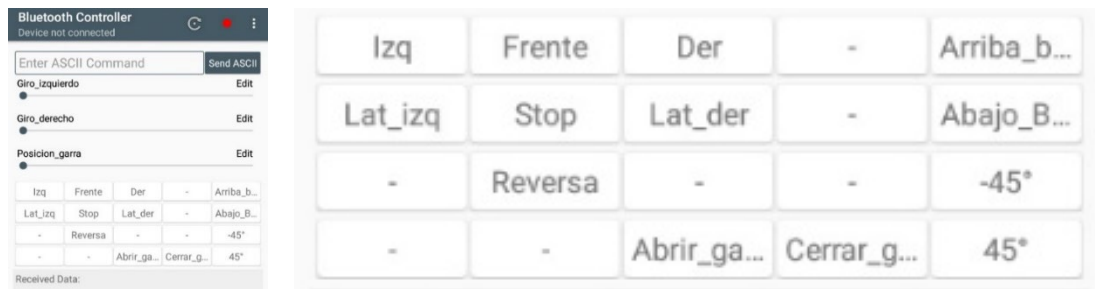 Bluetooth Controller
Device not connected
Enter ASCII Command Send ASCII
Giro_izquierdo Edit
Giro_derecho Edit
Posicion_garra Edit
Izq Frente Der - Arriba_b...
Lat_izq Stop Lat_der - Abajo_B...
- Reversa - - -45°
- - Abrir_ga... Cerrar_g... 45°
Received Data:
Izq Frente Der - Arriba_b...
Lat_izq Stop Lat_der - Abajo_B...
- Reversa - - -45°
- - Abrir_ga... Cerrar_g... 45°